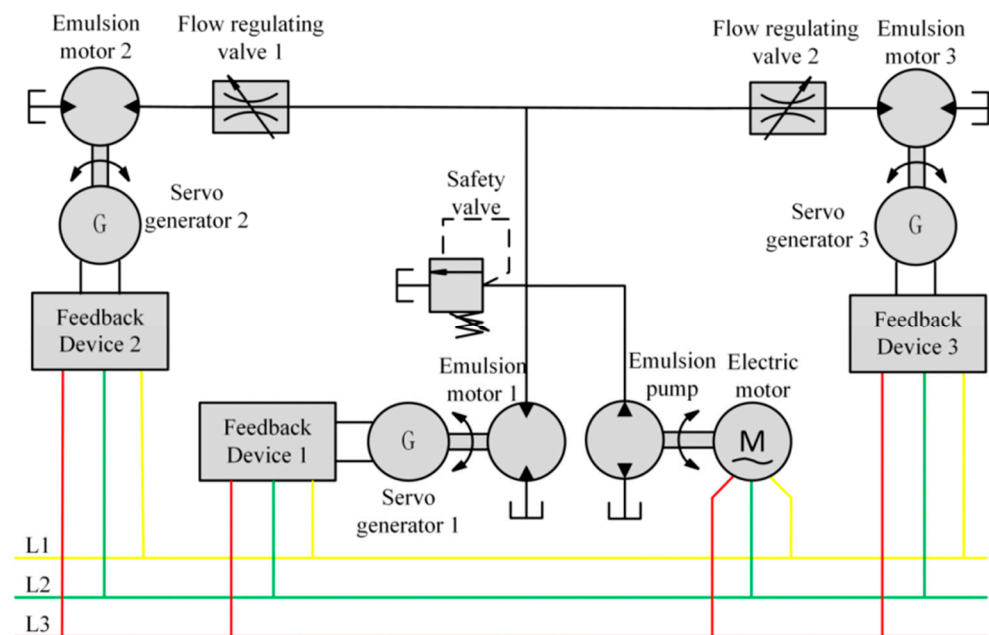 Emulsion
motor 2
Flow regulating
valve 1
Flow regulating
valve 2
Emulsion
motor 3
Safety
valve
Servo
generator 2
G
Servo
generator 3
G
Feedback
Device 2
Feedback
Device 3
Emulsion
motor 1
Emulsion
pump
Electric
motor
Feedback
Device 1
G
M
Servo
generator 1
L1
L2
L3